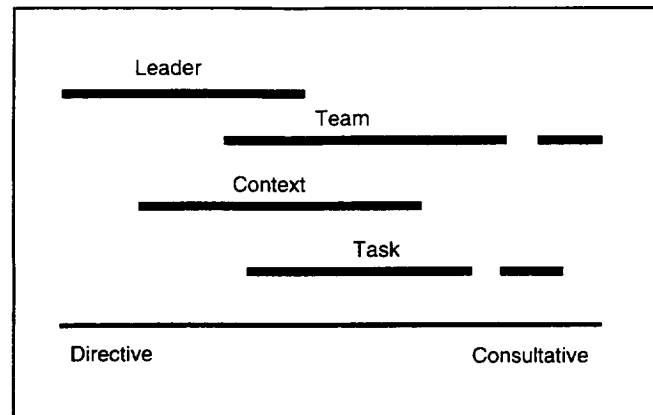 Leader
Team
Context
Task
Directive Consultative